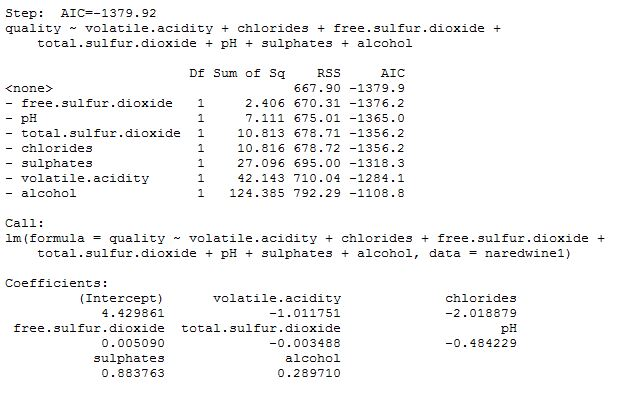 Step:  AIC=-1379.92
quality ~ volatile.acidity + chlorides + free.sulfur.dioxide +
    total.sulfur.dioxide + pH + sulphates + alcohol

                       Df Sum of Sq    RSS     AIC
<none>                              667.90 -1379.9
- free.sulfur.dioxide   1     2.406 670.31 -1376.2
- pH                    1     7.111 675.01 -1365.0
- total.sulfur.dioxide  1    10.813 678.71 -1356.2
- chlorides             1    10.816 678.72 -1356.2
- sulphates             1    27.096 695.00 -1318.3
- volatile.acidity      1    42.143 710.04 -1284.1
- alcohol               1   124.385 792.29 -1108.8

Call:
lm(formula = quality ~ volatile.acidity + chlorides + free.sulfur.dioxide +
    total.sulfur.dioxide + pH + sulphates + alcohol, data = naredwine1)

Coefficients:
         (Intercept)      volatile.acidity             chlorides
            4.429861             -1.011751             -2.018879
 free.sulfur.dioxide  total.sulfur.dioxide                    pH
            0.005090             -0.003488             -0.484229
           sulphates               alcohol
            0.883763              0.289710